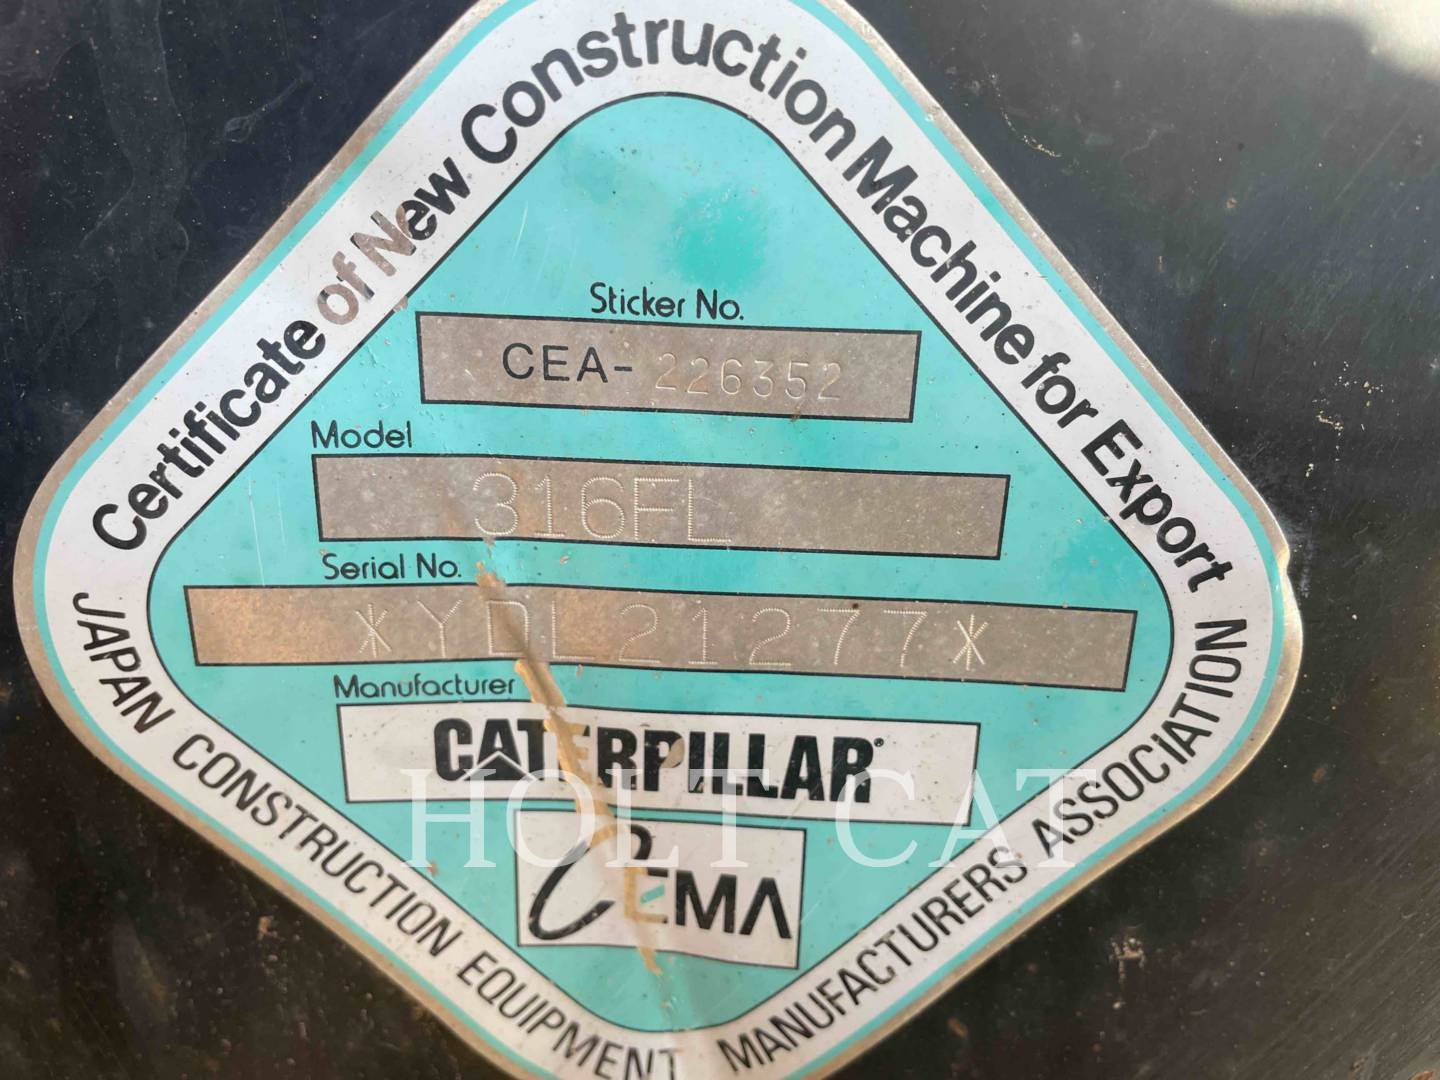 Certificate of New Construction Machine for Export
Sticker No.
CEA- 226352
Model
316FL
Serial No.
*YDL21277*
Manufacturer
CATERPILLAR®
HOLT CAT
CEMA
JAPAN CONSTRUCTION EQUIPMENT MANUFACTURERS ASSOCIATION